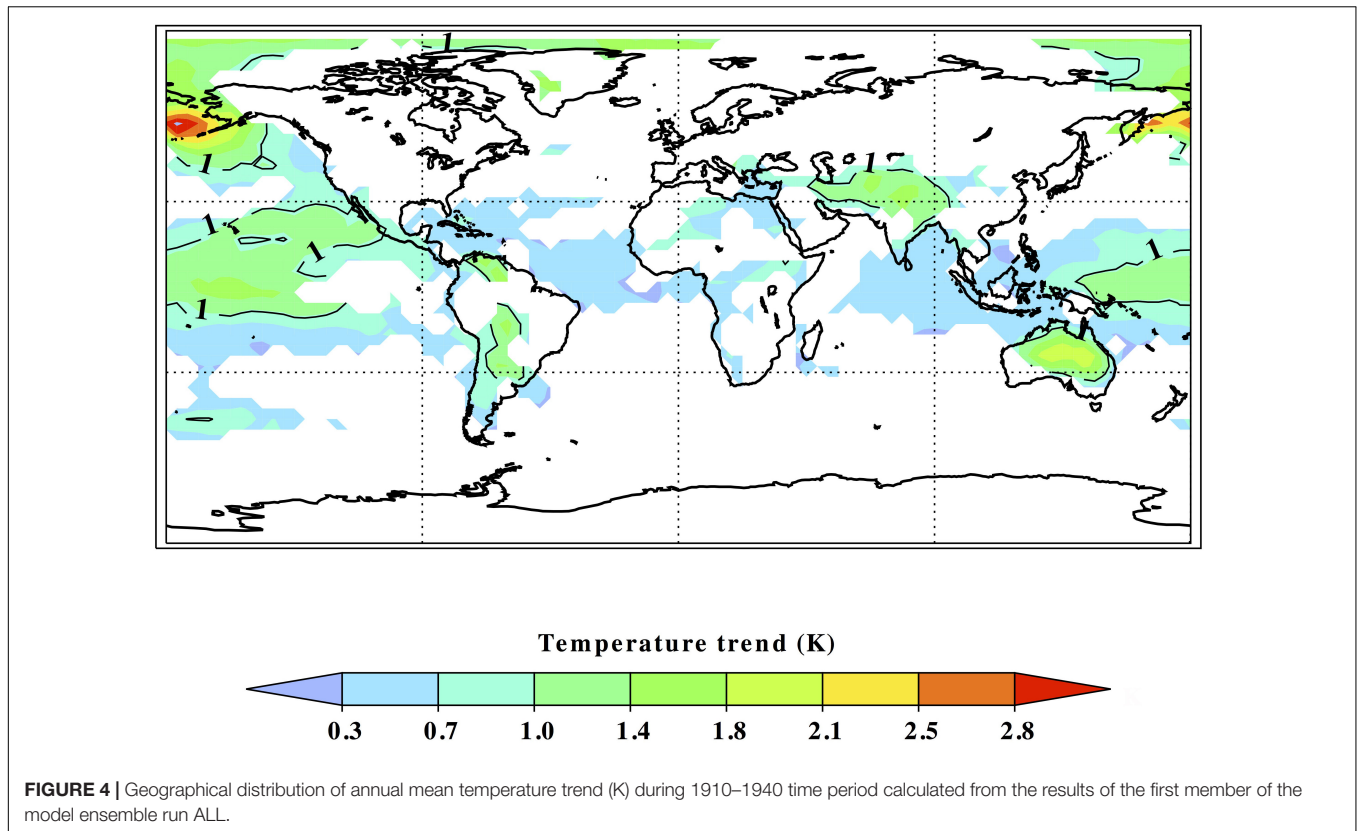 1
1
1
1
1
1
1
Temperature trend (K)
0.3 0.7 1.0 1.4 1.8 2.1 2.5 2.8
FIGURE 4 | Geographical distribution of annual mean temperature trend (K) during 1910–1940 time period calculated from the results of the first member of the
model ensemble run ALL.